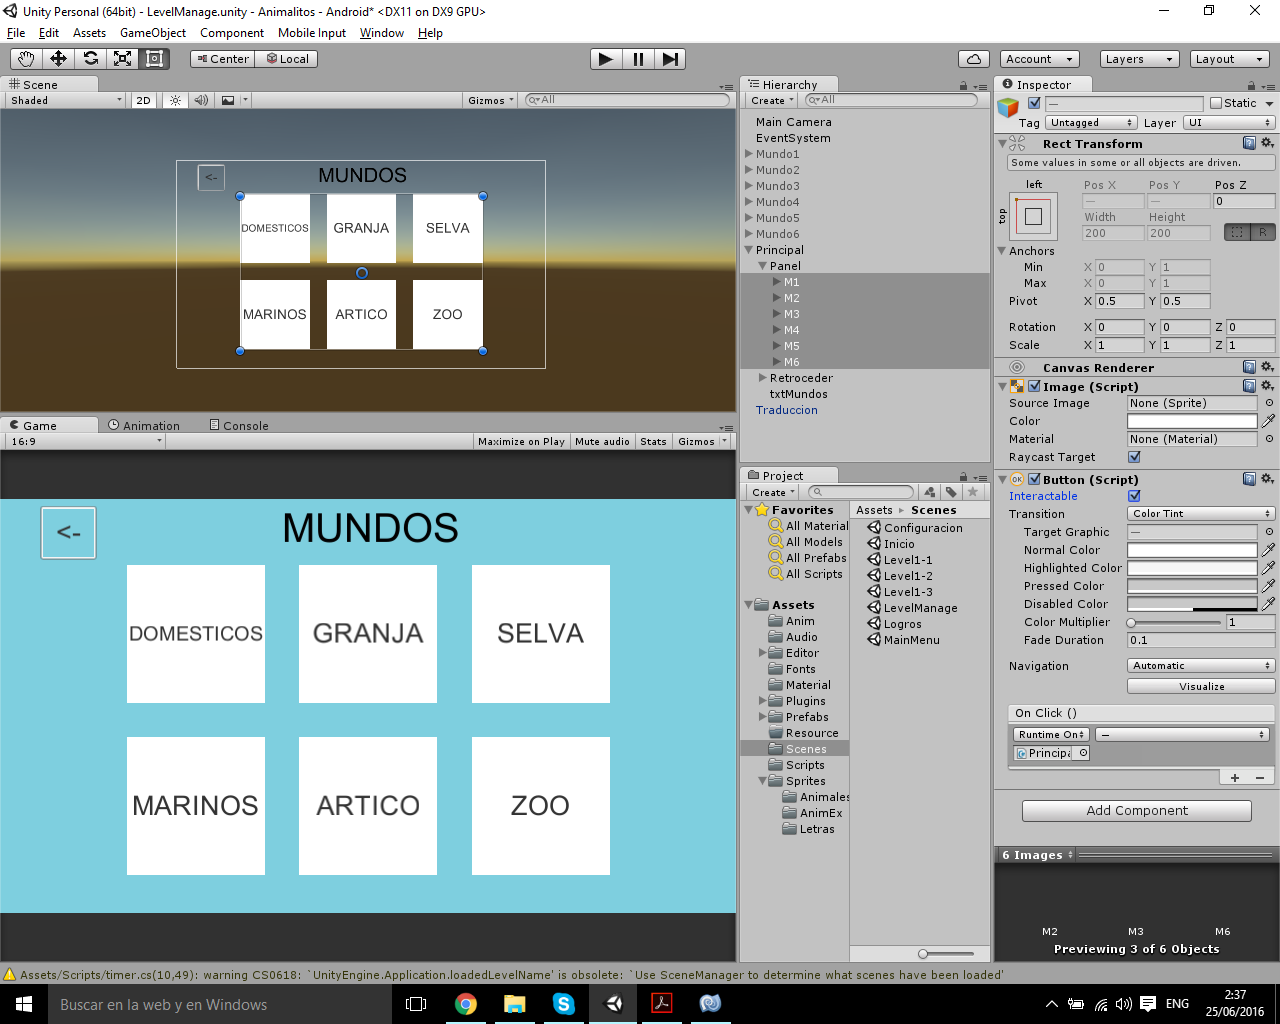 Unity Personal (64bit) - LevelManage.unity - Animalitos - Android* <DX11 on DX9 GPU>
File Edit Assets GameObject Component Mobile Input Window Help
Center Local
Account Layers Layout
Scene
Shaded 2D Gizmos All
MUNDOS
<-
DOMESTICOS GRANJA SELVA
MARINOS ARTICO ZOO
Game Animation Console
16:9 Maximize on Play Mute audio Stats Gizmos
<- MUNDOS
DOMESTICOS GRANJA SELVA
MARINOS ARTICO ZOO
Hierarchy
Create All
Main Camera
EventSystem
Mundo1
Mundo2
Mundo3
Mundo4
Mundo5
Mundo6
Principal
Panel
M1
M2
M3
M4
M5
M6
Retroceder
txtMundos
Traduccion
Project
Create
Favorites
All Material
All Models
All Prefabs
All Scripts
Assets
Anim
Audio
Editor
Fonts
Material
Plugins
Prefabs
Resource
Scenes
Scripts
Sprites
Animales
AnimEx
Letras
Assets Scenes
Configuracion
Inicio
Level1-1
Level1-2
Level1-3
LevelManage
Logros
MainMenu
Inspector
— Static
Tag Untagged Layer UI
Rect Transform
Some values in some or all objects are driven.
left Pos X Pos Y Pos Z
top — — 0
Width Height
200 200 R
Anchors
Min X 0 Y 1
Max X 0 Y 1
Pivot X 0.5 Y 0.5
Rotation X 0 Y 0 Z 0
Scale X 1 Y 1 Z 1
Canvas Renderer
Image (Script)
Source Image None (Sprite)
Color
Material None (Material)
Raycast Target
OK Button (Script)
Interactable
Transition Color Tint
Target Graphic —
Normal Color
Highlighted Color
Pressed Color
Disabled Color
Color Multiplier 1
Fade Duration 0.1
Navigation Automatic
Visualize
On Click ()
Runtime On —
Principa
+ −
Add Component
6 Images
M2 M3 M6
Previewing 3 of 6 Objects
Assets/Scripts/timer.cs(10,49): warning CS0618: `UnityEngine.Application.loadedLevelName' is obsolete: `Use SceneManager to determine what scenes have been loaded'
Buscar en la web y en Windows
ENG
2:37
25/06/2016